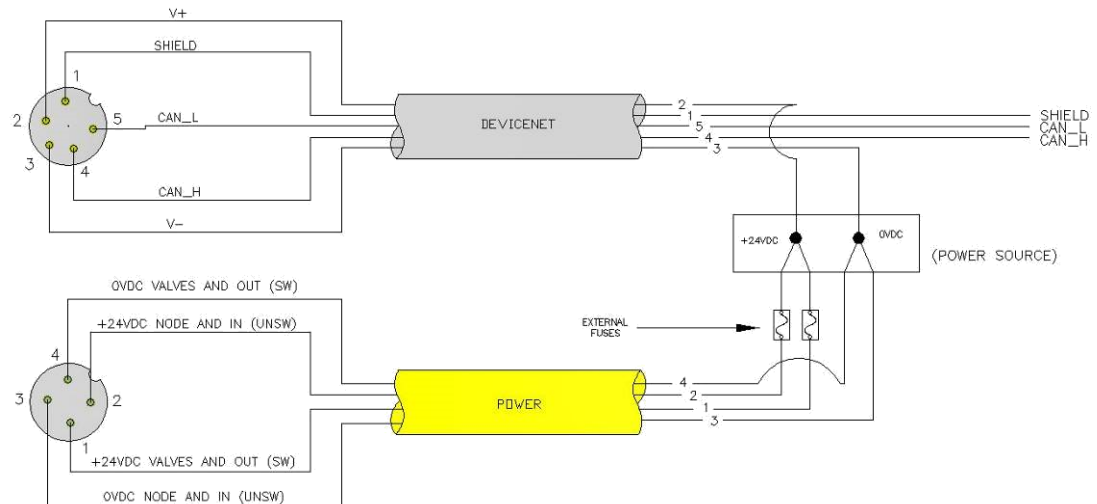 V+
SHIELD
1
2
5
CAN_L
3
4
CAN_H
V-
DEVICENET
2
1
5
4
3
SHIELD
CAN_L
CAN_H
+24VDC
0VDC
(POWER SOURCE)
EXTERNAL
FUSES
0VDC VALVES AND OUT (SW)
+24VDC NODE AND IN (UNSW)
4
3
2
1
+24VDC VALVES AND OUT (SW)
0VDC NODE AND IN (UNSW)
POWER
4
2
1
3